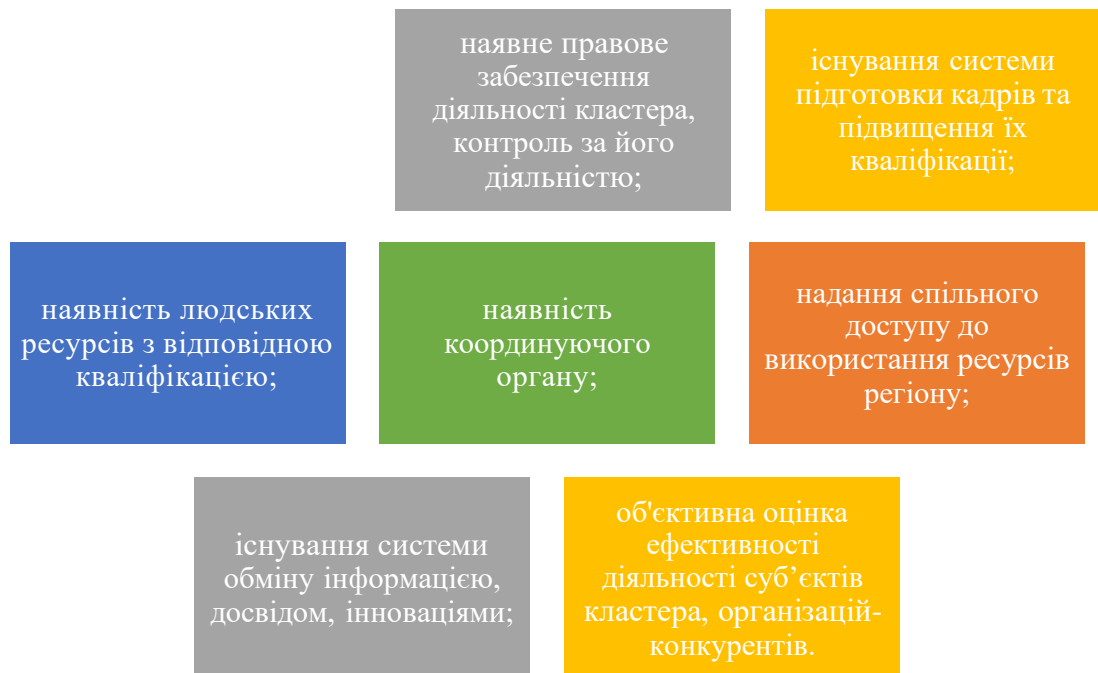 наявне правове
забезпечення
діяльності кластера,
контроль за його
діяльністю;
існування системи
підготовки кадрів та
підвищення їх
кваліфікації;
наявність людських
ресурсів з відповідною
кваліфікацією;
наявність
координуючого
органу;
надання спільного
доступу до
використання ресурсів
регіону;
існування системи
обміну інформацією,
досвідом, інноваціями;
об'єктивна оцінка
ефективності
діяльності суб’єктів
кластера, організацій-
конкурентів.